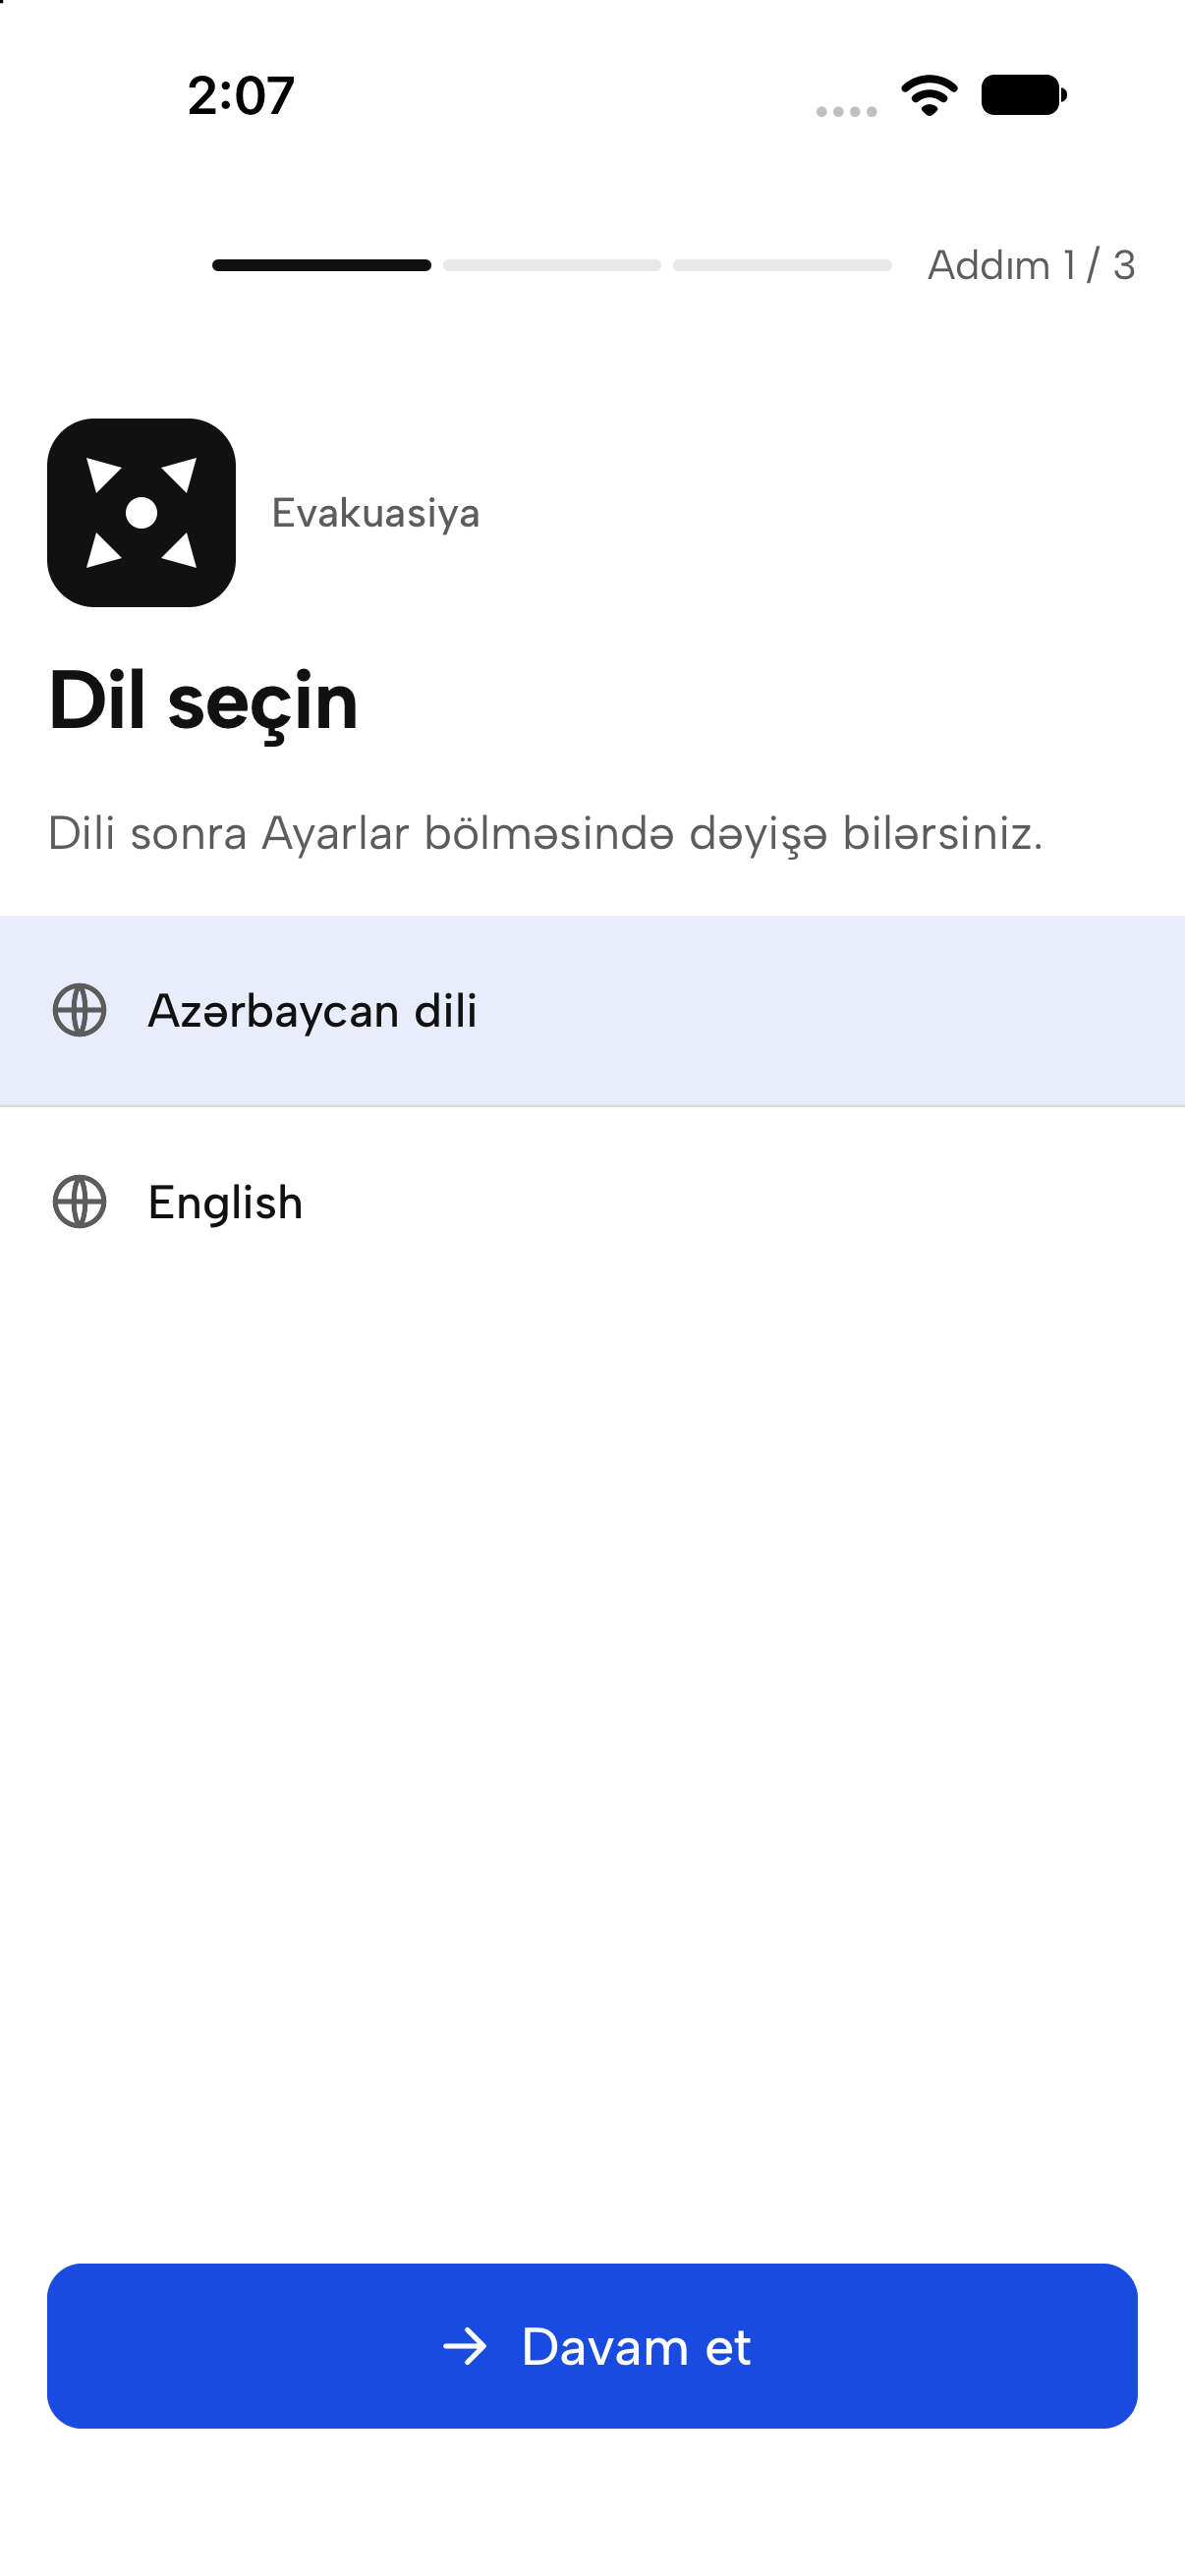 2:07
Addım 1 / 3
Evakuasiya
Dil seçin
Dili sonra Ayarlar bölməsində dəyişə bilərsiniz.
Azərbaycan dili
English
Davam et